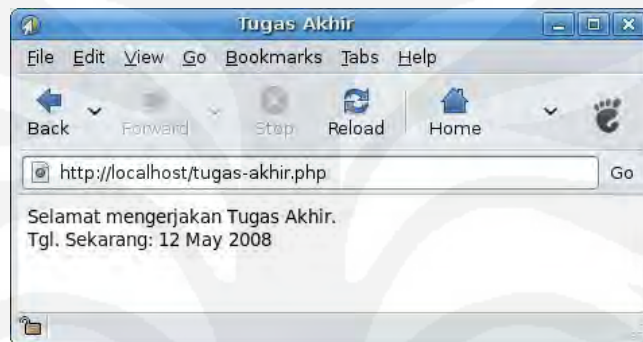 Tugas Akhir
File Edit View Go Bookmarks Tabs Help
Back Forward Stop Reload Home
http://localhost/tugas-akhir.php Go
Selamat mengerjakan Tugas Akhir.
Tgl. Sekarang: 12 May 2008